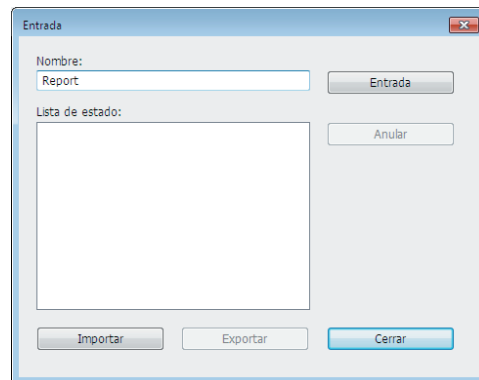 Entrada
Nombre:
Report
Entrada
Lista de estado:
Anular
Importar
Exportar
Cerrar